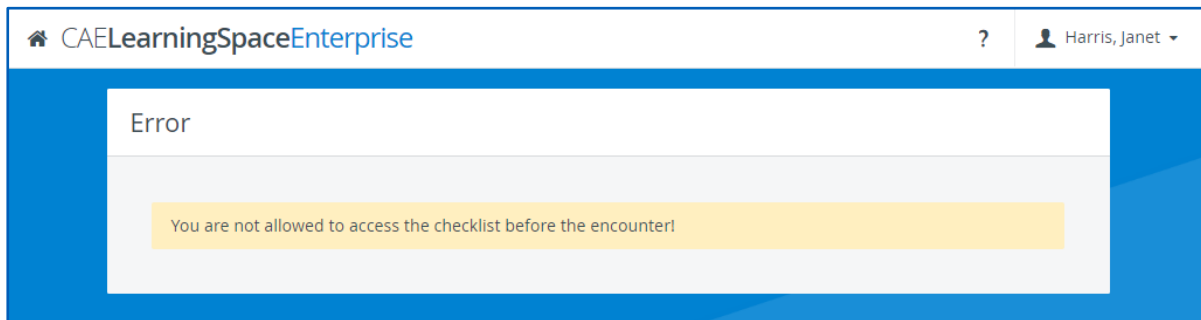 CAELearningSpaceEnterprise
?
Harris, Janet
Error
You are not allowed to access the checklist before the encounter!